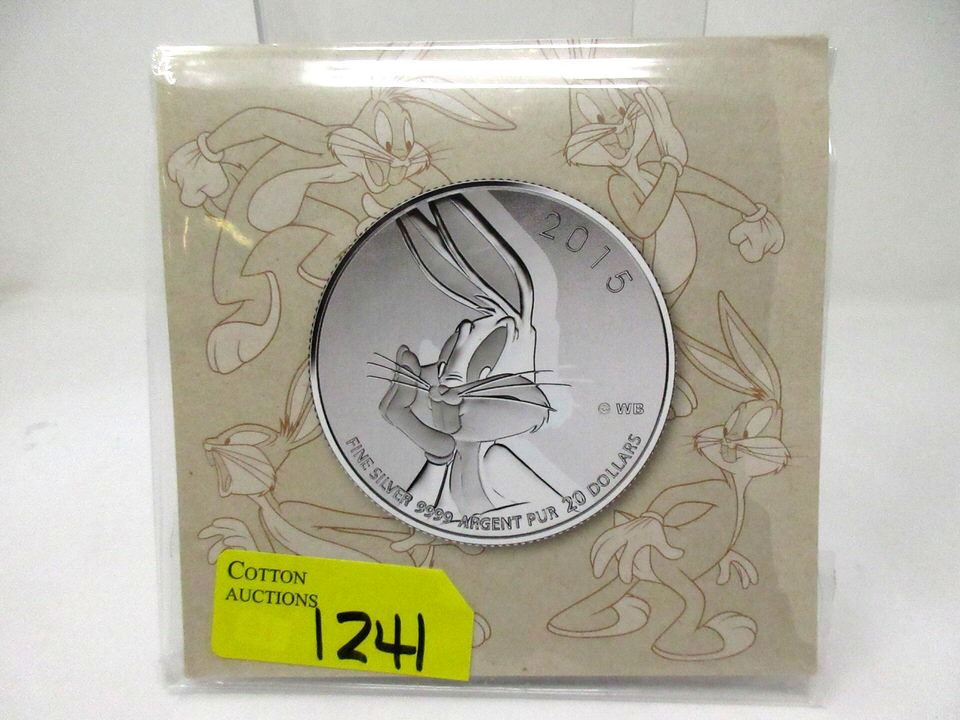 2015
© WB
FINE SILVER 9999 ARGENT PUR 20 DOLLARS
COTTON
AUCTIONS
1241